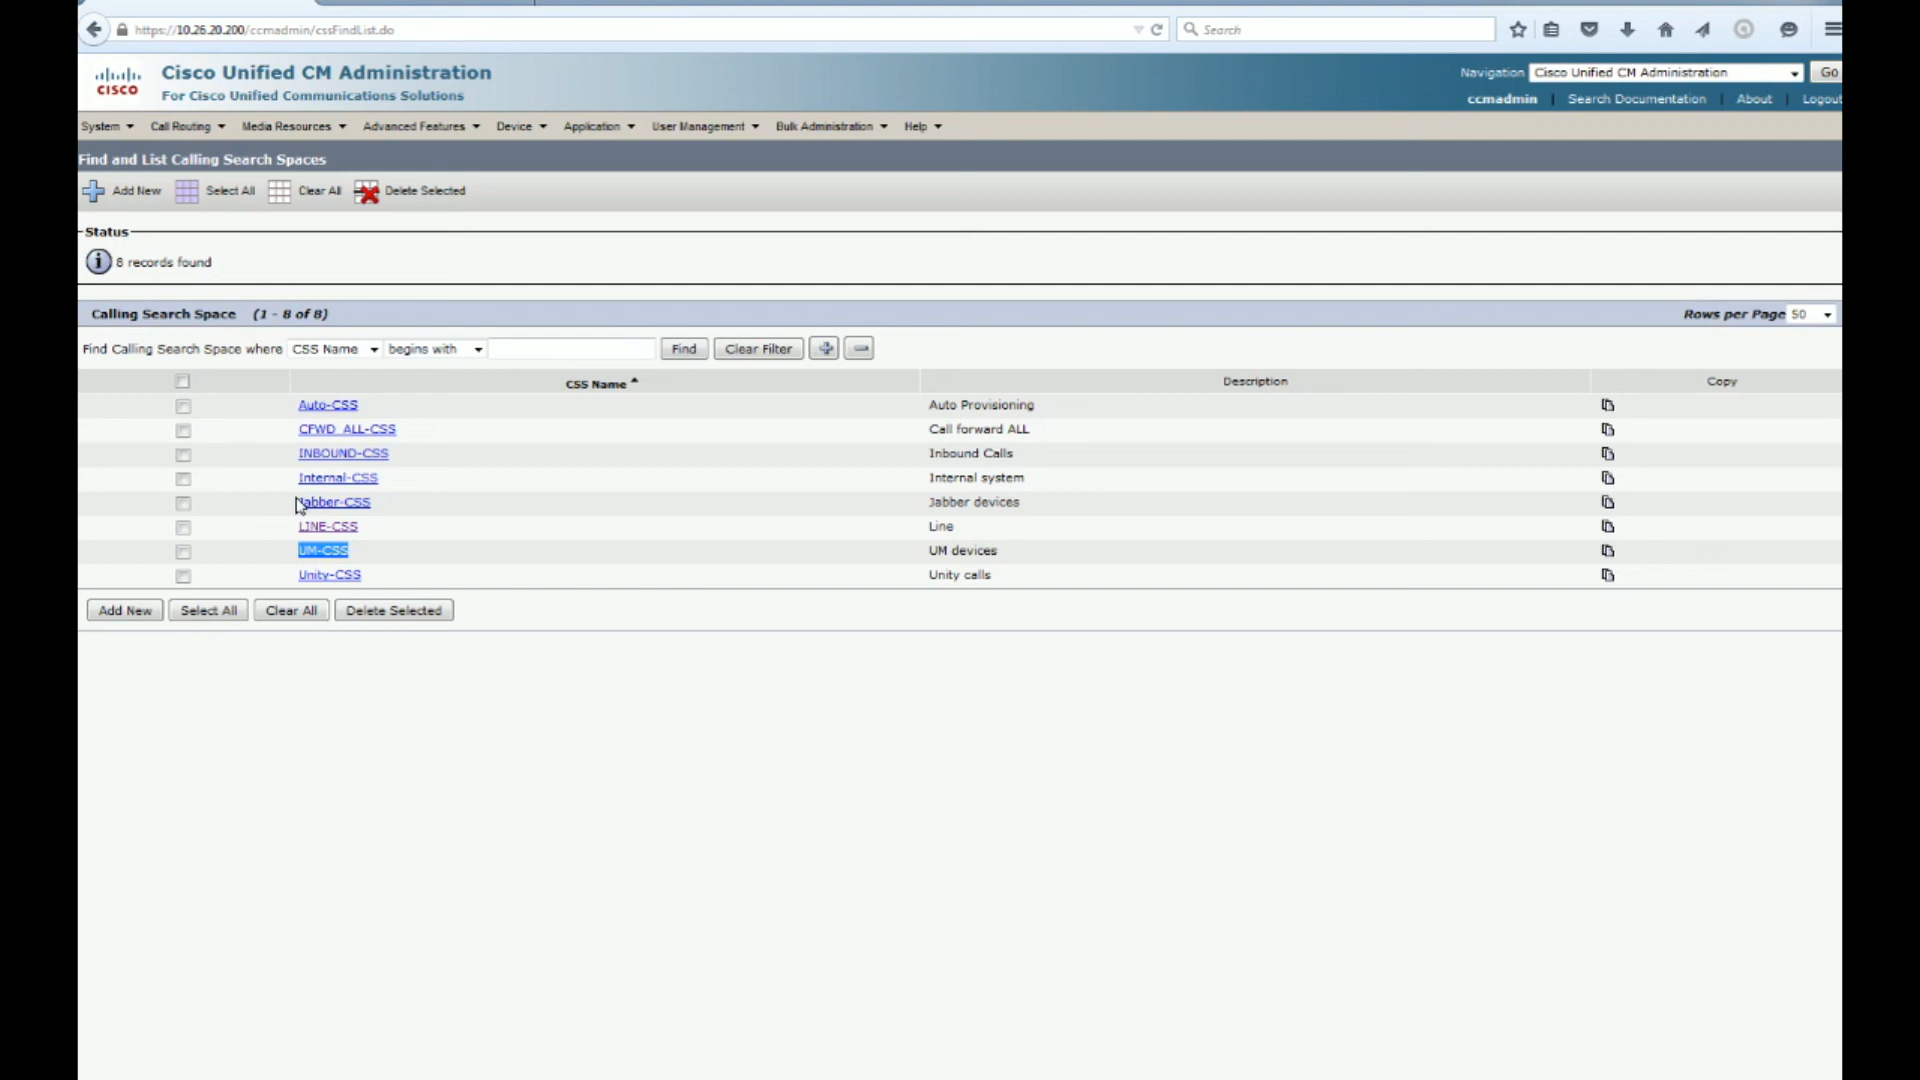 https://10.26.20.200/ccmadmin/cssFindList.do
Search
CISCO
Cisco Unified CM Administration
For Cisco Unified Communications Solutions
Navigation Cisco Unified CM Administration Go
ccmadmin Search Documentation About Logout
System Call Routing Media Resources Advanced Features Device Application User Management Bulk Administration Help
Find and List Calling Search Spaces
Add New Select All Clear All Delete Selected
Status
8 records found
Calling Search Space (1 - 8 of 8) Rows per Page 50
Find Calling Search Space where CSS Name begins with Find Clear Filter
CSS Name Description Copy
Auto-CSS Auto Provisioning
CFWD_ALL-CSS Call forward ALL
INBOUND-CSS Inbound Calls
Internal-CSS Internal system
Jabber-CSS Jabber devices
LINE-CSS Line
UM-CSS UM devices
Unity-CSS Unity calls
Add New Select All Clear All Delete Selected